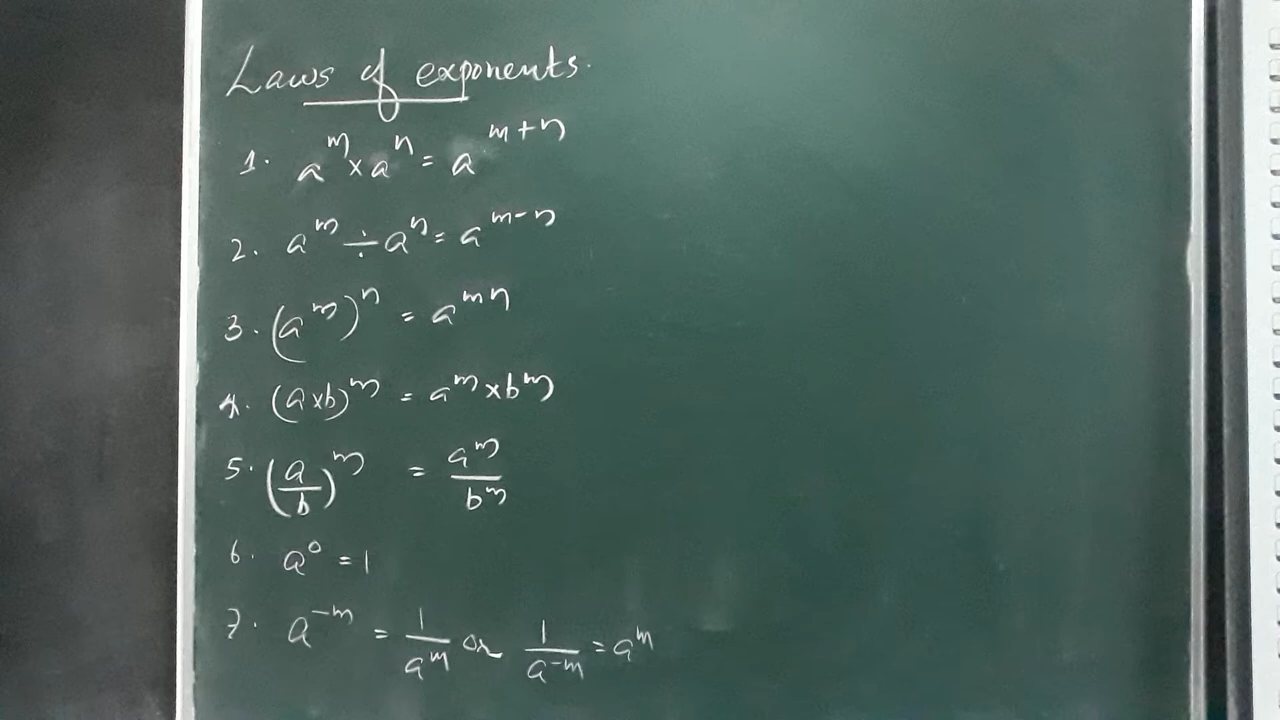 Laws of exponents.
1. a^m × a^n = a^(m+n)
2. a^m ÷ a^n = a^(m-n)
3. (a^m)^n = a^(mn)
4. (a×b)^m = a^m × b^m
5. (a/b)^m = a^m/b^m
6. a^0 = 1
7. a^(-m) = 1/a^m or 1/a^(-m) = a^m